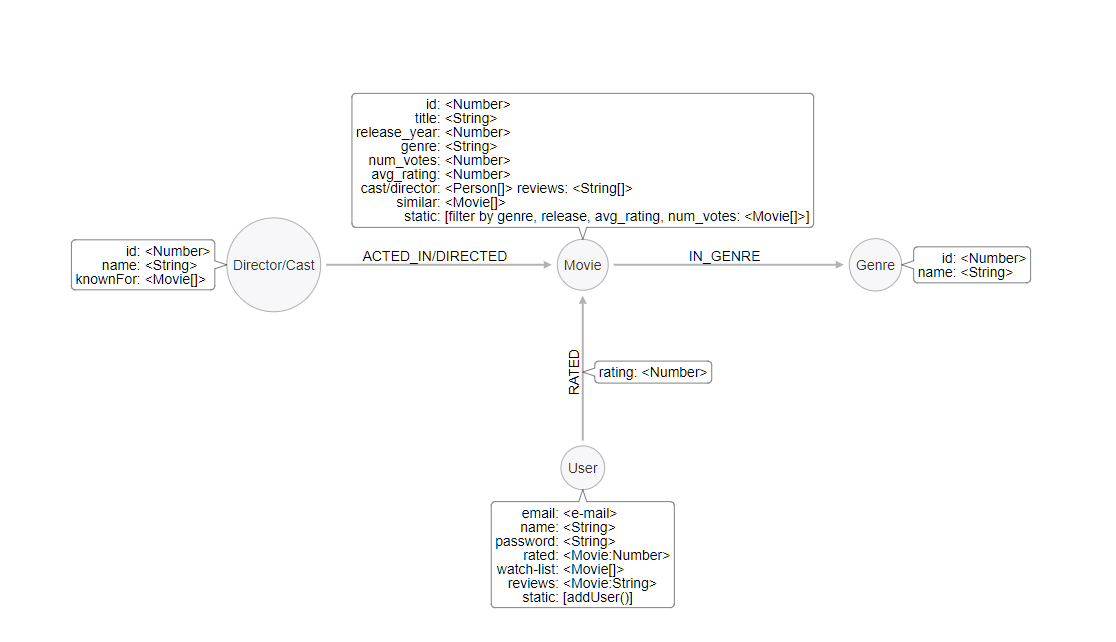 id: <Number>
title: <String>
release_year: <Number>
genre: <String>
num_votes: <Number>
avg_rating: <Number>
cast/director: <Person[]> reviews: <String[]>
similar: <Movie[]>
static: [filter by genre, release, avg_rating, num_votes: <Movie[]>]
id: <Number>
name: <String>
knownFor: <Movie[]>
Director/Cast
ACTED_IN/DIRECTED
Movie
IN_GENRE
Genre
id: <Number>
name: <String>
RATED
rating: <Number>
User
email: <e-mail>
name: <String>
password: <String>
rated: <Movie:Number>
watch-list: <Movie[]>
reviews: <Movie:String>
static: [addUser()]